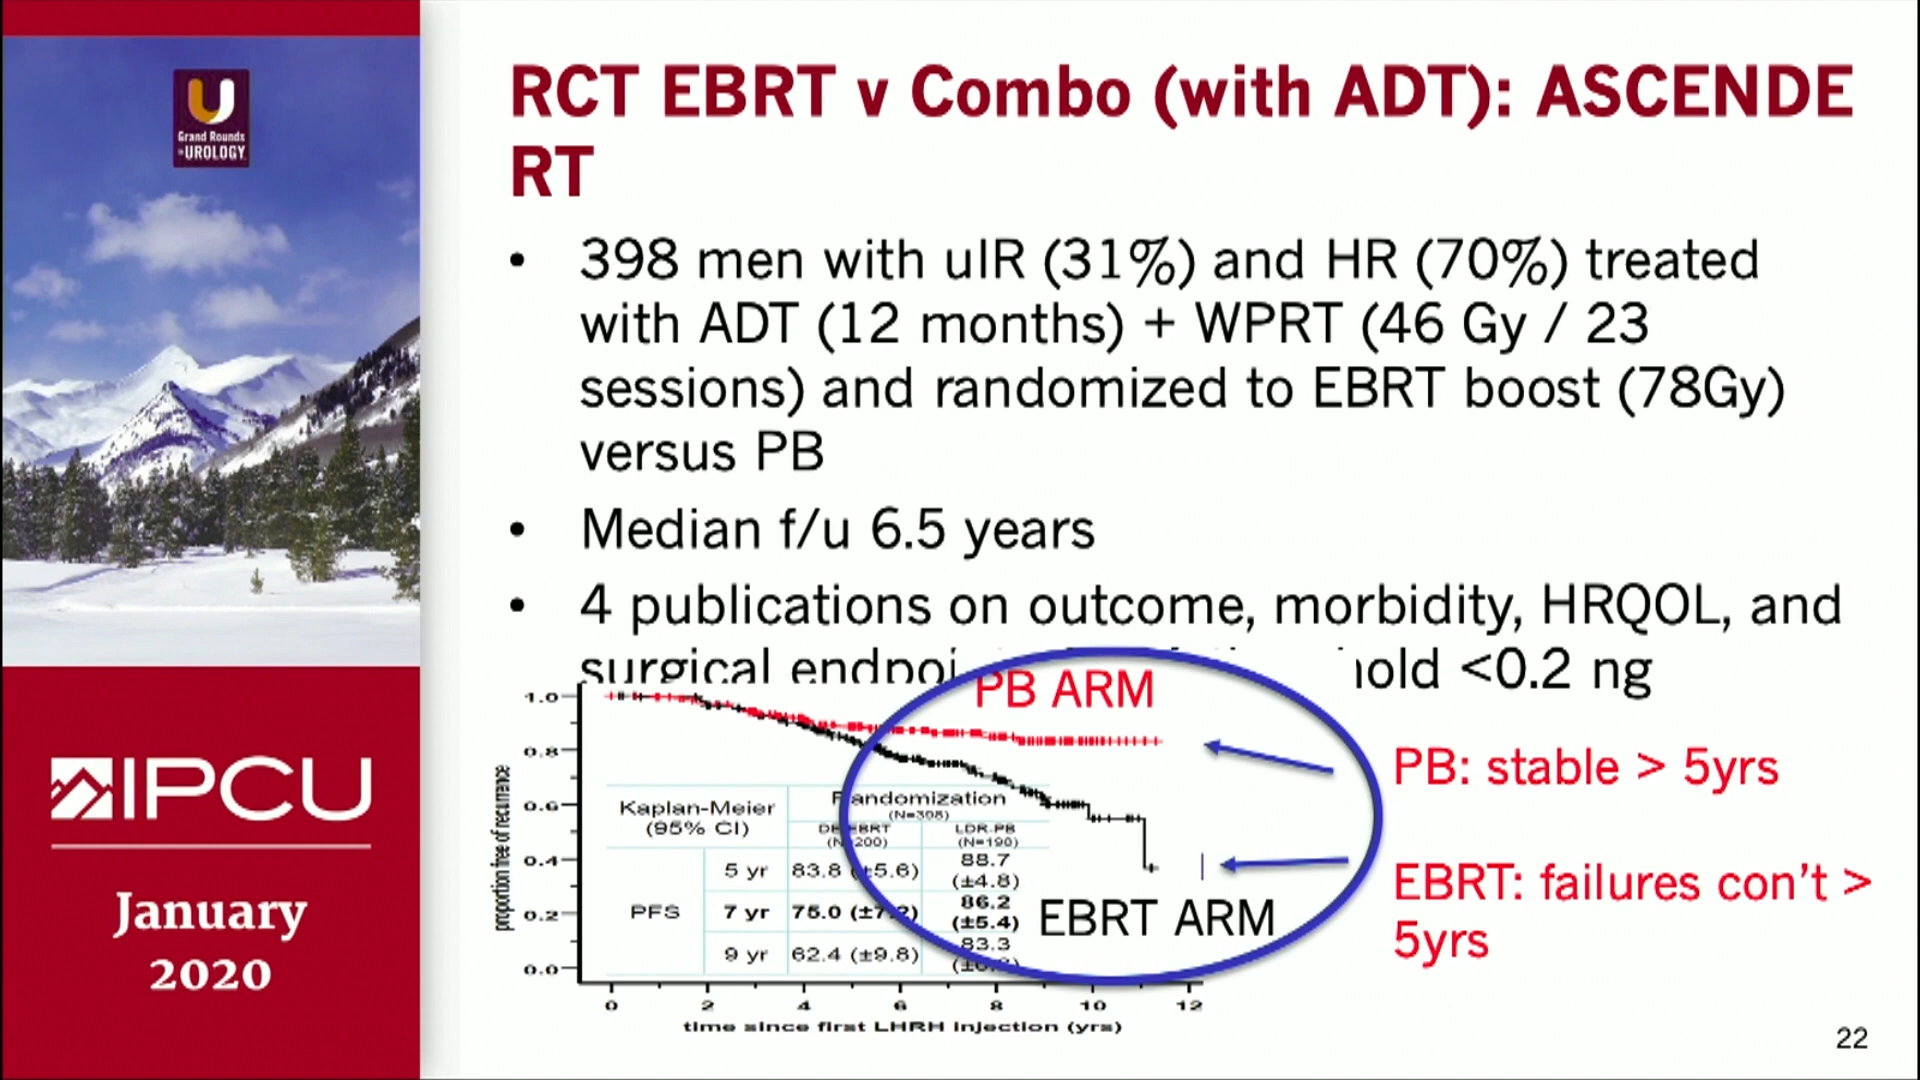 U
Grand Rounds
in UROLOGY
IPCU
January
2020
RCT EBRT v Combo (with ADT): ASCENDE
RT
• 398 men with uIR (31%) and HR (70%) treated
with ADT (12 months) + WPRT (46 Gy / 23
sessions) and randomized to EBRT boost (78Gy)
versus PB
• Median f/u 6.5 years
• 4 publications on outcome, morbidity, HRQOL, and
surgical <0.2 ng
PB ARM
PB: stable > 5yrs
EBRT: failures con't >
5yrs
EBRT ARM
proportion free of recurrence
1.0
0.8
0.6
0.4
0.2
0.0
Kaplan-Meier
(95% CI)
Randomization
(N=398)
DE-EBRT
(N=200)
LDR-PB
(N=190)
PFS
5 yr 83.8 (±5.6) 88.7
(±4.8)
7 yr 75.0 86.2
(±5.4)
9 yr 62.4 (±9.8) 83.3
0 2 4 6 8 10 12
time since first LHRH injection (yrs)
22